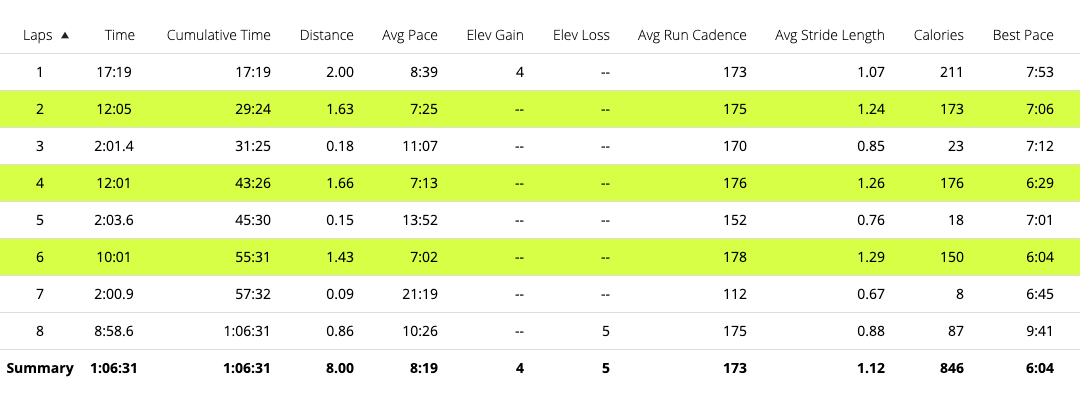 Laps ▲ Time Cumulative Time Distance Avg Pace Elev Gain Elev Loss Avg Run Cadence Avg Stride Length Calories Best Pace
1 17:19 17:19 2.00 8:39 4 -- 173 1.07 211 7:53
2 12:05 29:24 1.63 7:25 -- -- 175 1.24 173 7:06
3 2:01.4 31:25 0.18 11:07 -- -- 170 0.85 23 7:12
4 12:01 43:26 1.66 7:13 -- -- 176 1.26 176 6:29
5 2:03.6 45:30 0.15 13:52 -- -- 152 0.76 18 7:01
6 10:01 55:31 1.43 7:02 -- -- 178 1.29 150 6:04
7 2:00.9 57:32 0.09 21:19 -- -- 112 0.67 8 6:45
8 8:58.6 1:06:31 0.86 10:26 -- 5 175 0.88 87 9:41
Summary 1:06:31 1:06:31 8.00 8:19 4 5 173 1.12 846 6:04